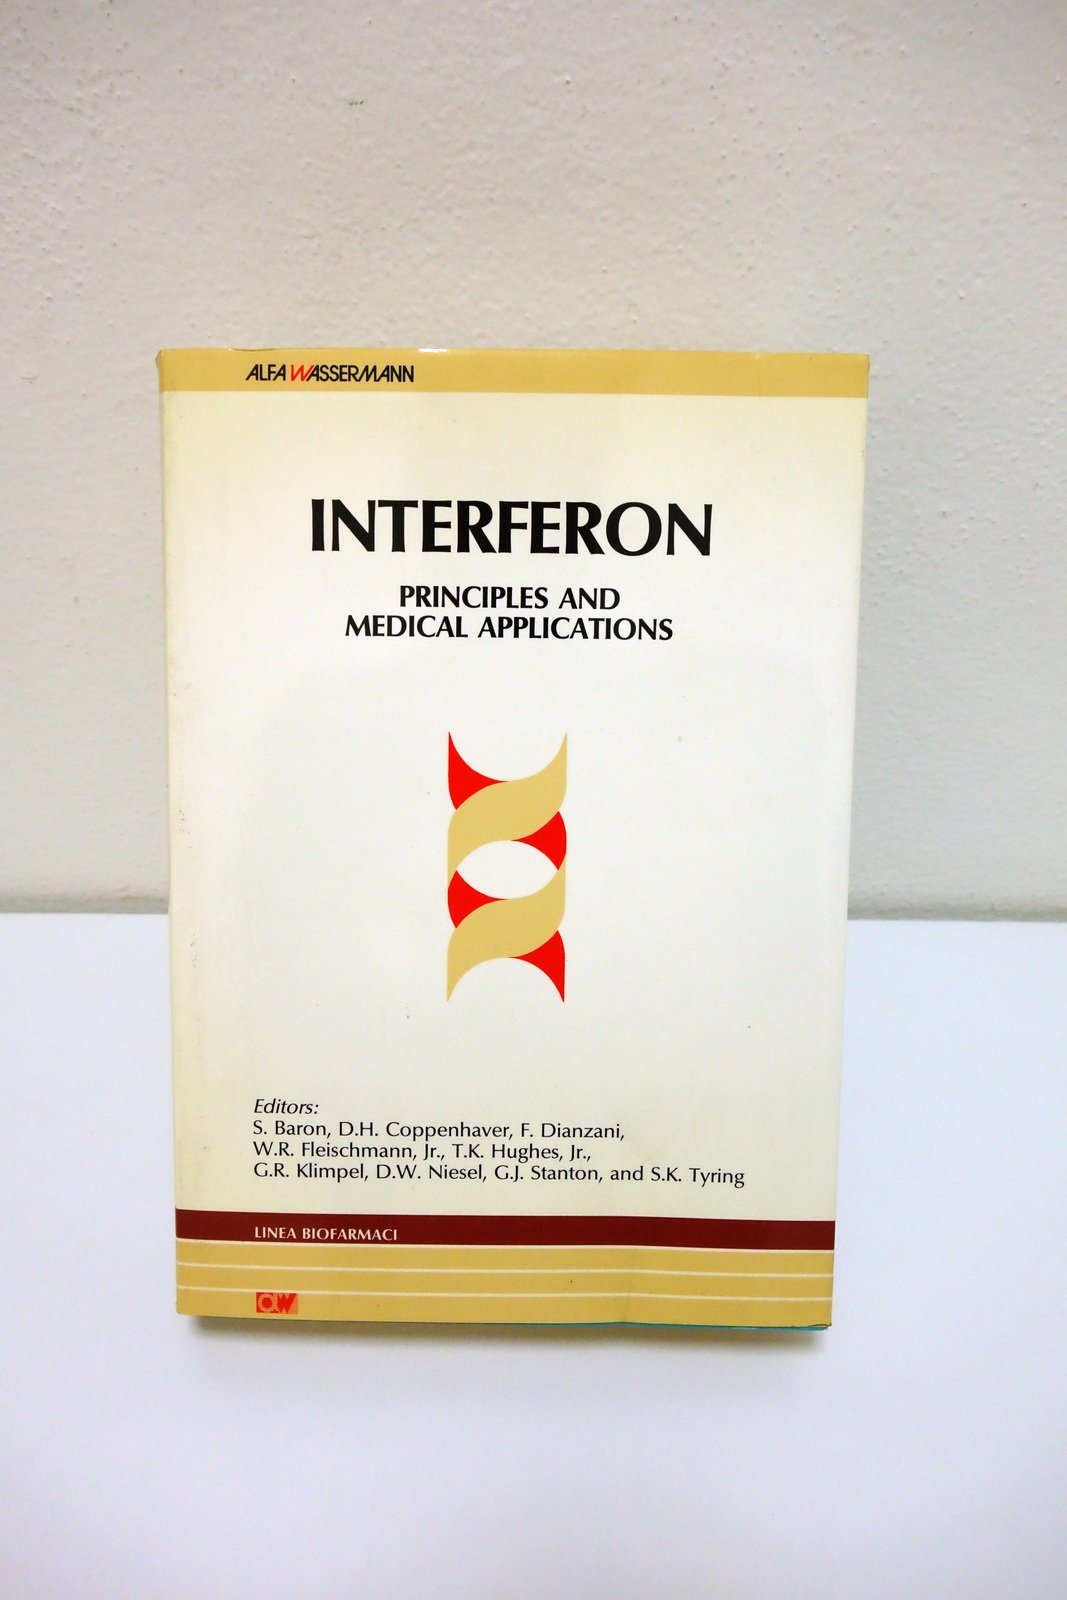 ALFA WASSERMANN
INTERFERON
PRINCIPLES AND
MEDICAL APPLICATIONS
Editors:
S. Baron, D.H. Coppenhaver, F. Dianzani,
W.R. Fleischmann, Jr., T.K. Hughes, Jr.,
G.R. Klimpel, D.W. Niesel, G.J. Stanton, and S.K. Tyring
LINEA BIOFARMACI
aw